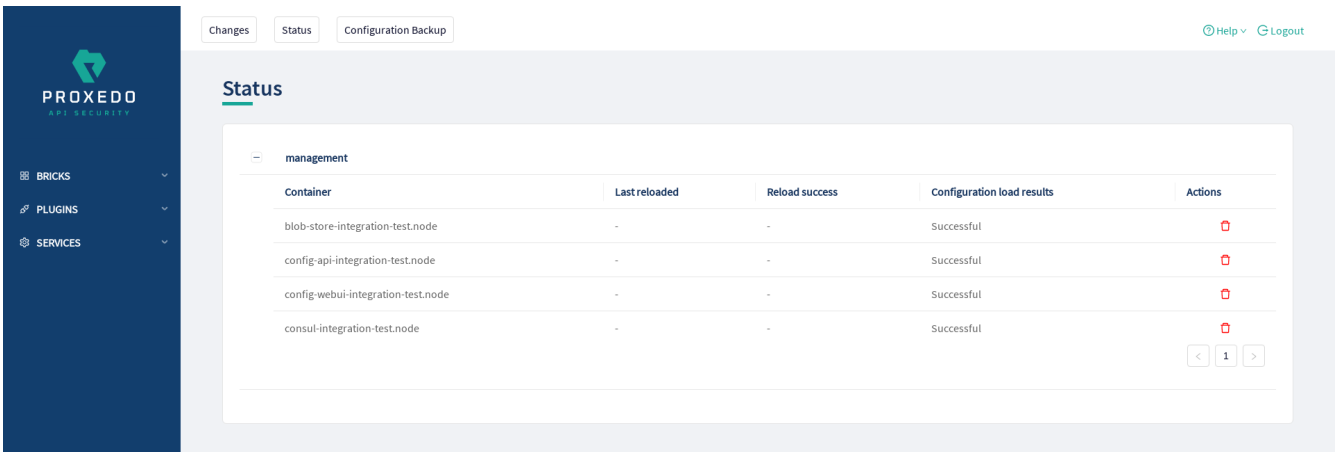 Changes Status Configuration Backup Help Logout
PROXEDO
API SECURITY
Status
BRICKS
PLUGINS
SERVICES
management
Container Last reloaded Reload success Configuration load results Actions
blob-store-integration-test.node - - Successful
config-api-integration-test.node - - Successful
config-webui-integration-test.node - - Successful
consul-integration-test.node - - Successful
< 1 >